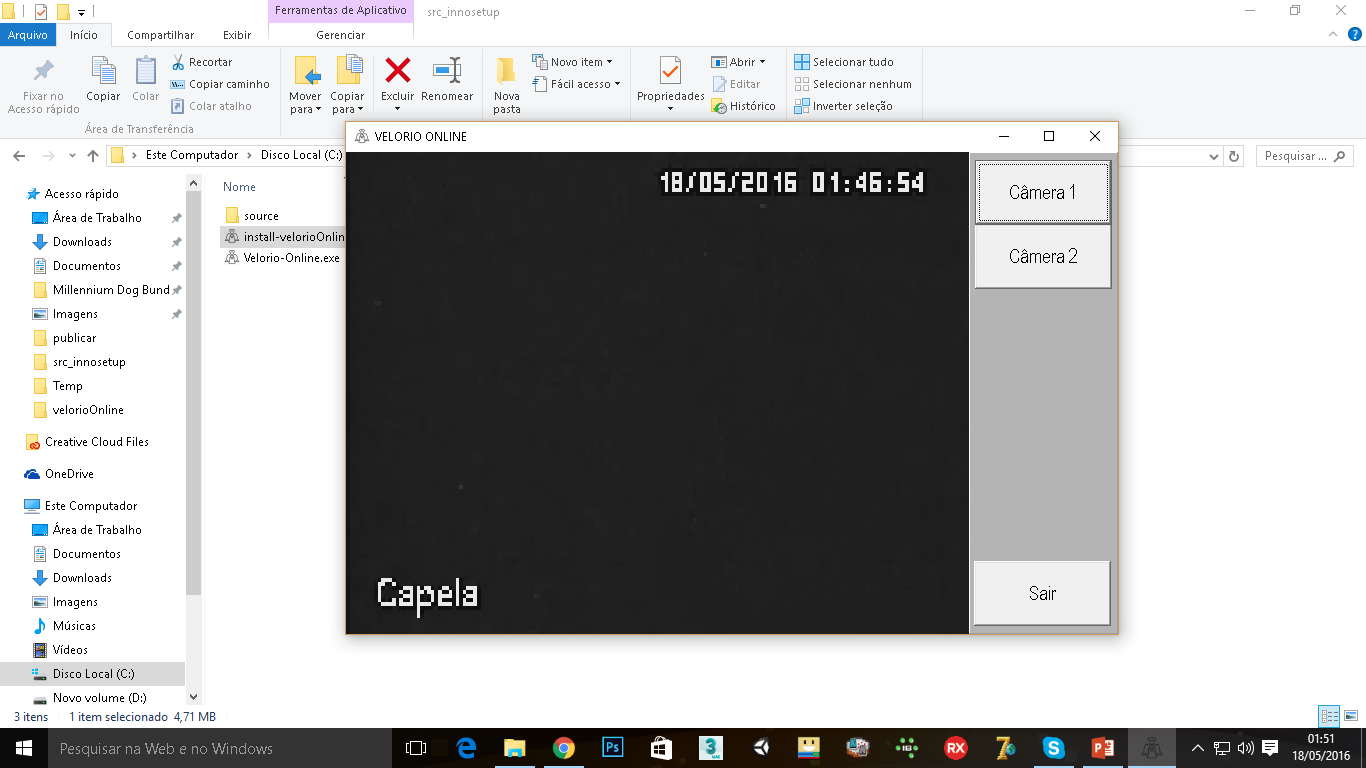 Ferramentas de Aplicativo
src_innosetup
Arquivo
Início
Compartilhar
Exibir
Gerenciar
Fixar no
Acesso rápido
Copiar
Colar
Recortar
Copiar caminho
Colar atalho
Área de Transferência
Mover
para
Copiar
para
Excluir
Renomear
Nova
pasta
Novo item
Fácil acesso
Propriedades
Abrir
Editar
Histórico
Selecionar tudo
Selecionar nenhum
Inverter seleção
VELORIO ONLINE
Este Computador
Disco Local (C:)
Pesquisar ...
18/05/2016 01:46:54
Capela
Câmera 1
Câmera 2
Sair
Nome
source
install-velorioOnlin
Velorio-Online.exe
Acesso rápido
Área de Trabalho
Downloads
Documentos
Millennium Dog Bund
Imagens
publicar
src_innosetup
Temp
velorioOnline
Creative Cloud Files
OneDrive
Este Computador
Área de Trabalho
Documentos
Downloads
Imagens
Músicas
Vídeos
Disco Local (C:)
Novo volume (D:)
3 itens
1 item selecionado 4,71 MB
Pesquisar na Web e no Windows
01:51
18/05/2016